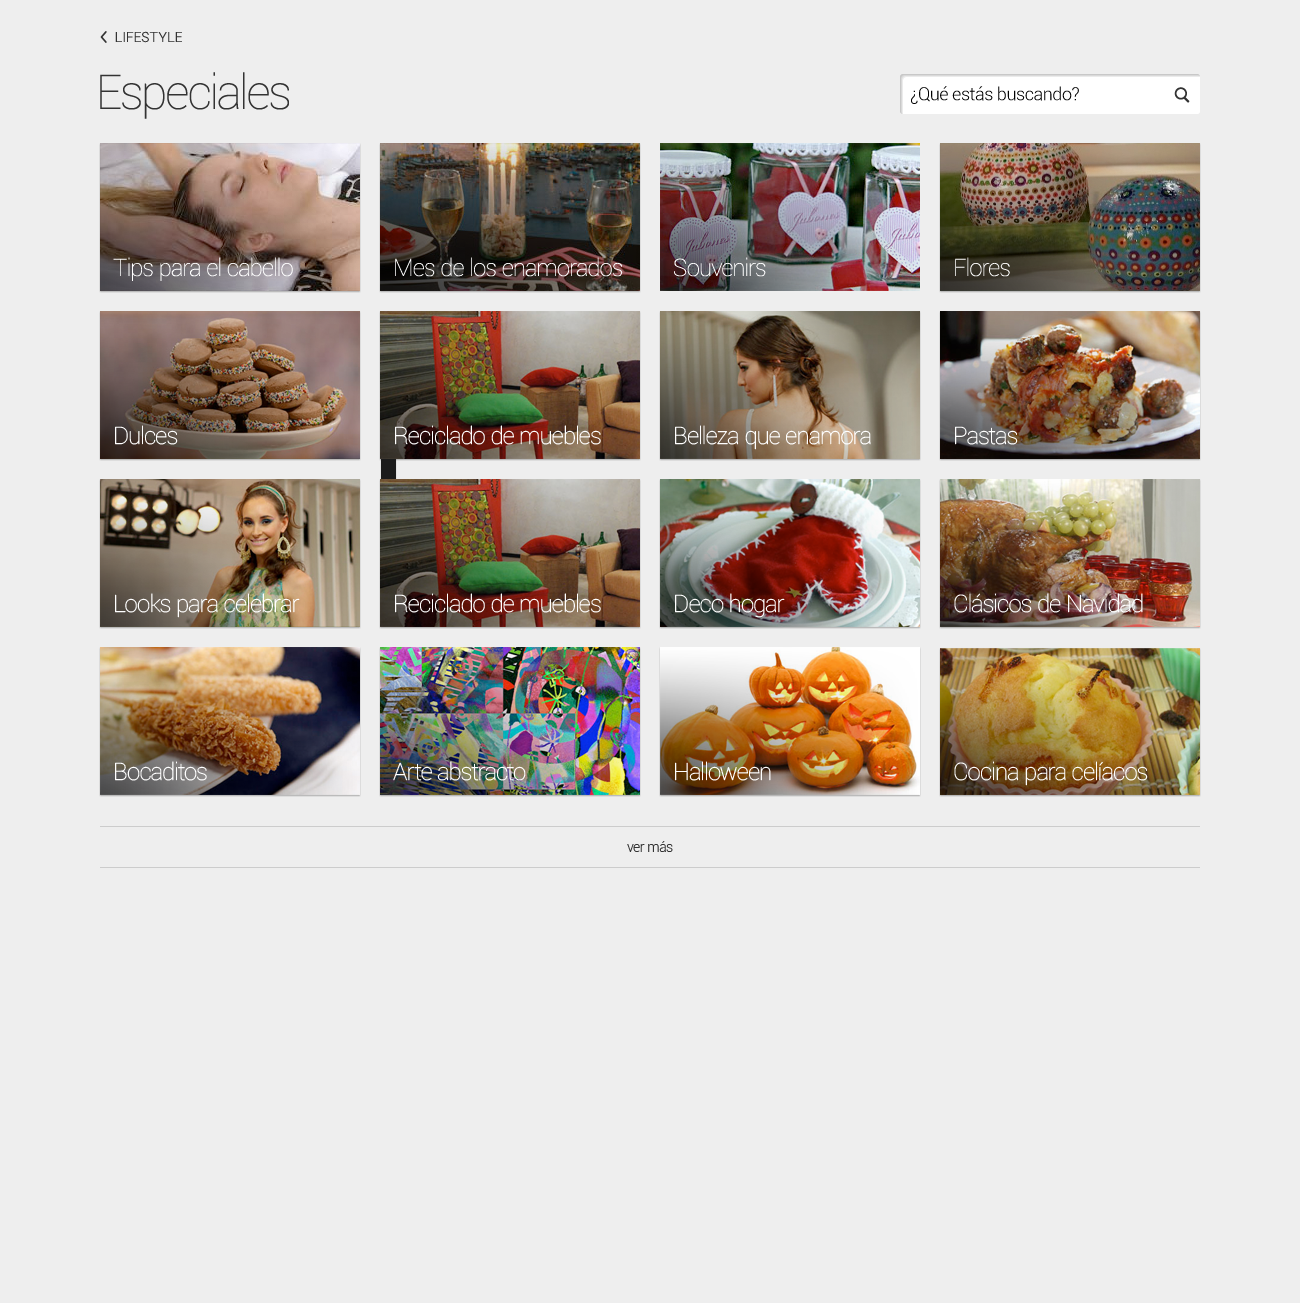 LIFESTYLE
Especiales
¿Qué estás buscando?
Tips para el cabello
Mes de los enamorados
Souvenirs
Flores
Dulces
Reciclado de muebles
Belleza que enamora
Pastas
Looks para celebrar
Reciclado de muebles
Deco hogar
Clásicos de Navidad
Bocaditos
Arte abstracto
Halloween
Cocina para celíacos
ver más